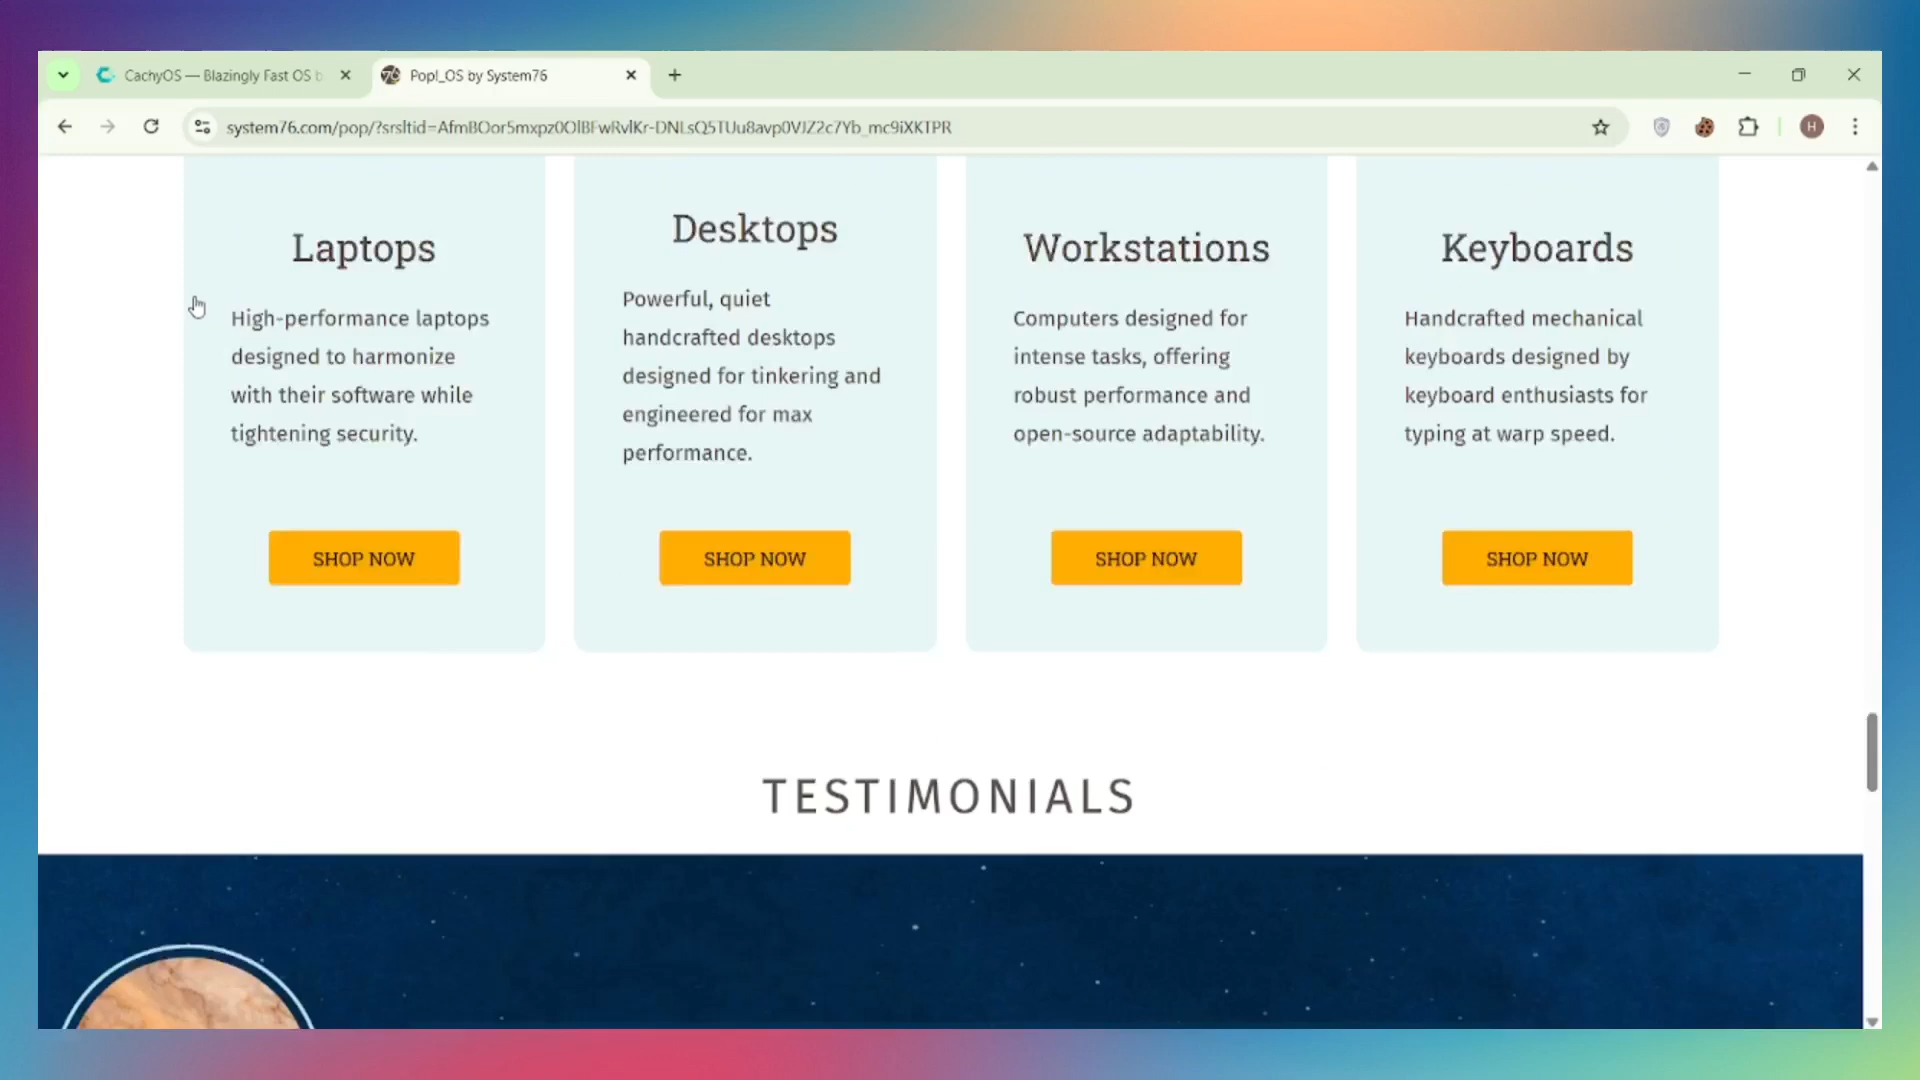 CachyOS — Blazingly Fast OS b
Pop!_OS by System76
system76.com/pop/?srsltid=AfmBOor5mxpz0OlBFwRvlKr-DNLsQ5TUu8avp0VJZ2c7Yb_mc9iXKTPR
H
Laptops
High-performance laptops
designed to harmonize
with their software while
tightening security.
SHOP NOW
Desktops
Powerful, quiet
handcrafted desktops
designed for tinkering and
engineered for max
performance.
SHOP NOW
Workstations
Computers designed for
intense tasks, offering
robust performance and
open-source adaptability.
SHOP NOW
Keyboards
Handcrafted mechanical
keyboards designed by
keyboard enthusiasts for
typing at warp speed.
SHOP NOW
TESTIMONIALS